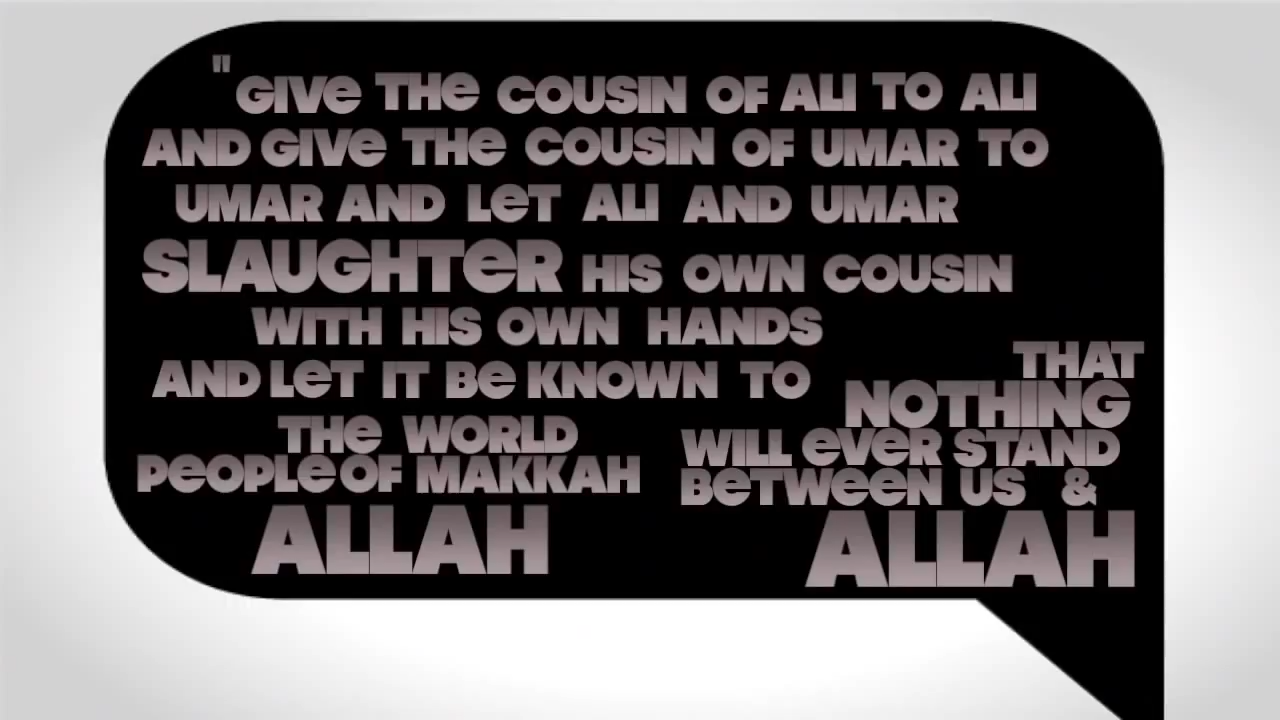 "GIVE THE COUSIN OF ALI TO ALI
AND GIVE THE COUSIN OF UMAR TO
UMAR AND LET ALI AND UMAR
SLAUGHTER HIS OWN COUSIN
WITH HIS OWN HANDS
AND LET IT BE KNOWN TO
THE WORLD
PEOPLE OF MAKKAH
ALLAH
THAT
NOTHING
WILL EVER STAND
BETWEEN US &
ALLAH